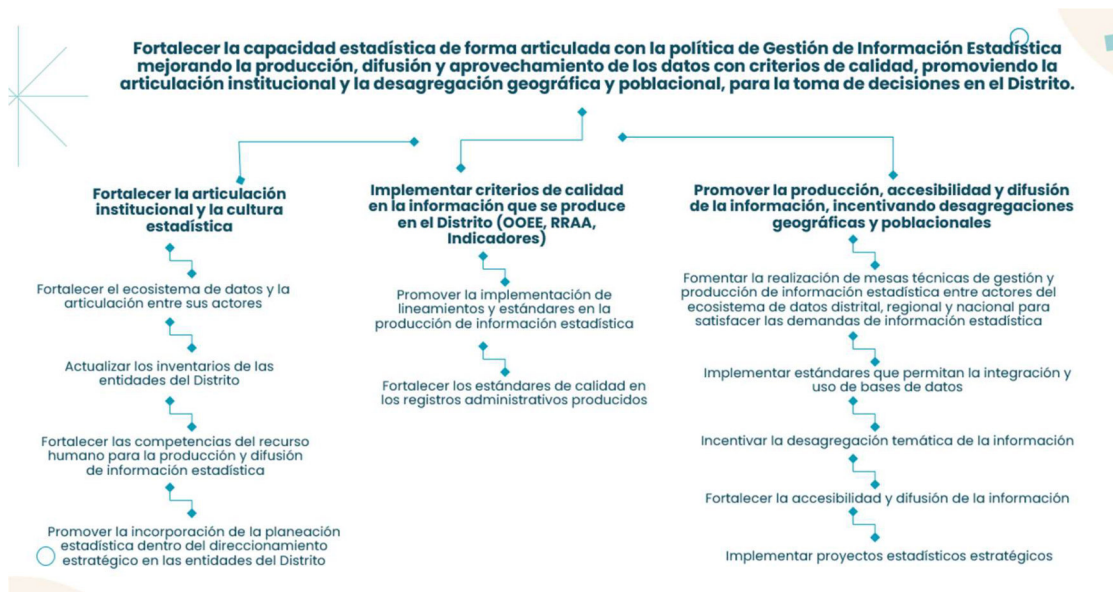 Fortalecer la capacidad estadística de forma articulada con la política de Gestión de Información Estadística
mejorando la producción, difusión y aprovechamiento de los datos con criterios de calidad, promoviendo la
articulación institucional y la desagregación geográfica y poblacional, para la toma de decisiones en el Distrito.
Fortalecer la articulación
institucional y la cultura
estadística
Fortalecer el ecosistema de datos y la
articulación entre sus actores
Actualizar los inventarios de las
entidades del Distrito
Fortalecer las competencias del recurso
humano para la producción y difusión
de información estadística
Promover la incorporación de la planeación
estadística dentro del direccionamiento
estratégico en las entidades del Distrito
Implementar criterios de calidad
en la información que se produce
en el Distrito (OOEE, RRAA,
Indicadores)
Promover la implementación de
lineamientos y estándares en la
producción de información estadística
Fortalecer los estándares de calidad en
los registros administrativos producidos
Promover la producción, accesibilidad y difusión
de la información, incentivando desagregaciones
geográficas y poblacionales
Fomentar la realización de mesas técnicas de gestión y
producción de información estadística entre actores del
ecosistema de datos distrital, regional y nacional para
satisfacer las demandas de información estadística
Implementar estándares que permitan la integración y
uso de bases de datos
Incentivar la desagregación temática de la información
Fortalecer la accesibilidad y difusión de la información
Implementar proyectos estadísticos estratégicos